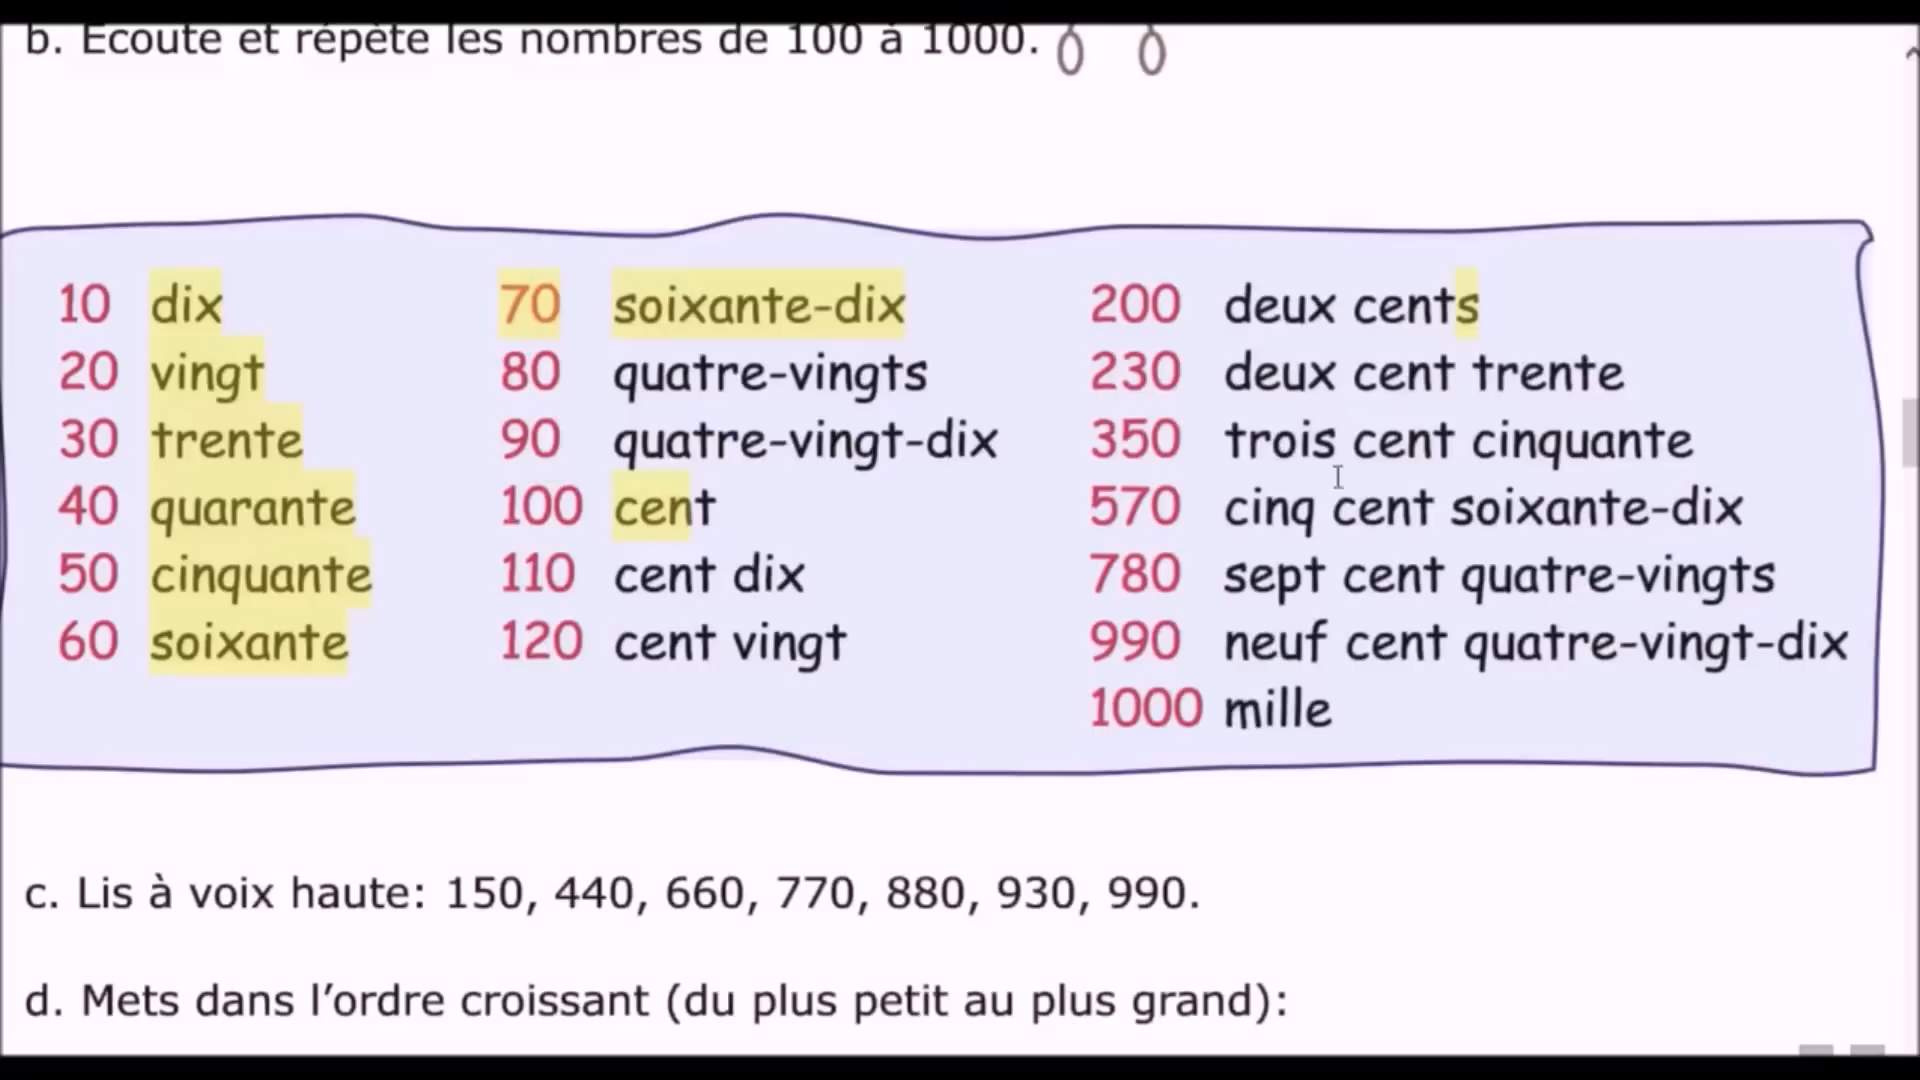 b. Ecoute et répète les nombres de 100 à 1000.
10 dix
20 vingt
30 trente
40 quarante
50 cinquante
60 soixante
70 soixante-dix
80 quatre-vingts
90 quatre-vingt-dix
100 cent
110 cent dix
120 cent vingt
200 deux cents
230 deux cent trente
350 trois cent cinquante
570 cinq cent soixante-dix
780 sept cent quatre-vingts
990 neuf cent quatre-vingt-dix
1000 mille
c. Lis à voix haute: 150, 440, 660, 770, 880, 930, 990.
d. Mets dans l’ordre croissant (du plus petit au plus grand):